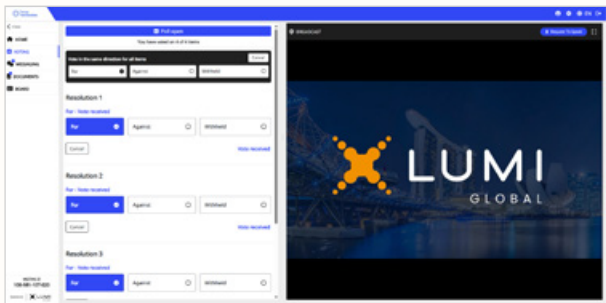 HOME
VOTING
MESSAGING
DOCUMENTS
Poll open
You have voted on 4 of 4 items
Vote in the same direction for all items
Cancel
For
Against
Withheld
Resolution 1
For - Vote received
For
Against
Withheld
Cancel
Vote received
Resolution 2
For - Vote received
For
Against
Withheld
Cancel
Vote received
Resolution 3
For - Vote received
For
Against
Withheld
BROADCAST
LUMI
GLOBAL